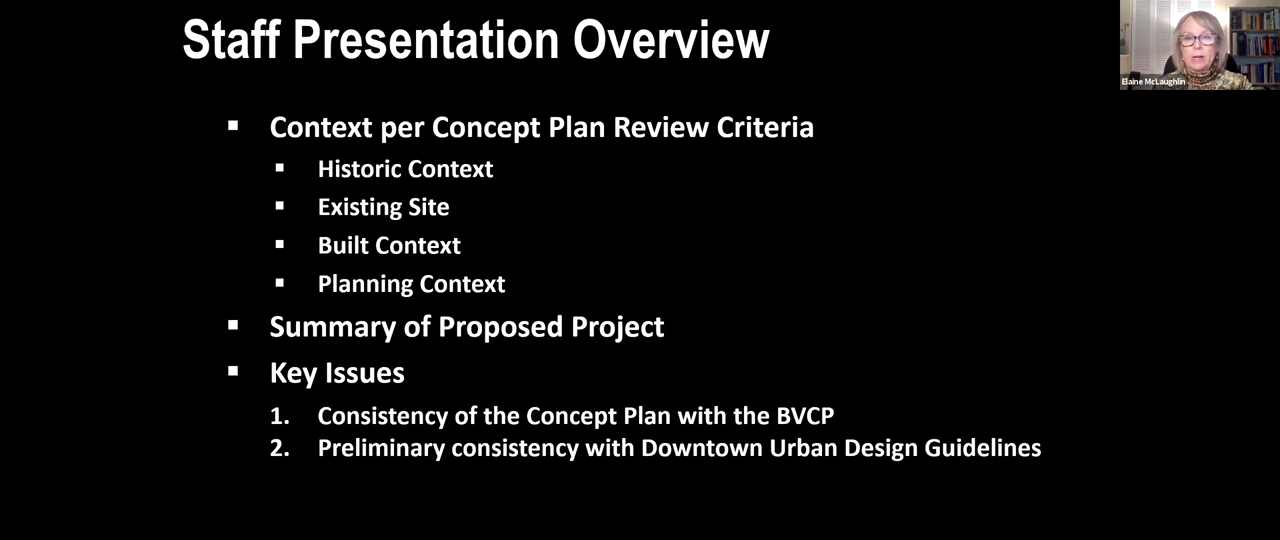 Staff Presentation Overview
Elaine McLaughlin
▪ Context per Concept Plan Review Criteria
▪ Historic Context
▪ Existing Site
▪ Built Context
▪ Planning Context
▪ Summary of Proposed Project
▪ Key Issues
1. Consistency of the Concept Plan with the BVCP
2. Preliminary consistency with Downtown Urban Design Guidelines